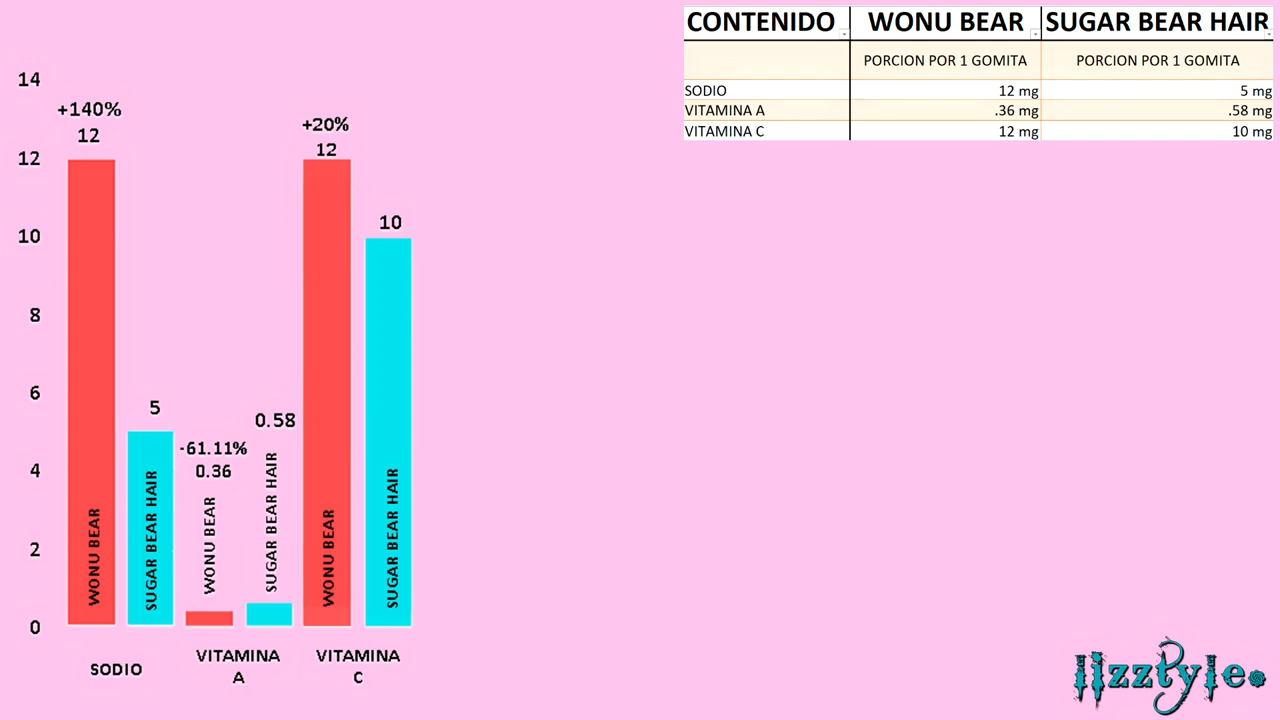 CONTENIDO WONU BEAR SUGAR BEAR HAIR
PORCION POR 1 GOMITA PORCION POR 1 GOMITA
SODIO 12 mg 5 mg
VITAMINA A .36 mg .58 mg
VITAMINA C 12 mg 10 mg
14
12
10
8
6
4
2
0
+140%
12
5
-61.11%
0.36
0.58
+20%
12
10
WONU BEAR
SUGAR BEAR HAIR
WONU BEAR
SUGAR BEAR HAIR
WONU BEAR
SUGAR BEAR HAIR
SODIO
VITAMINA
A
VITAMINA
C
lizztyle.